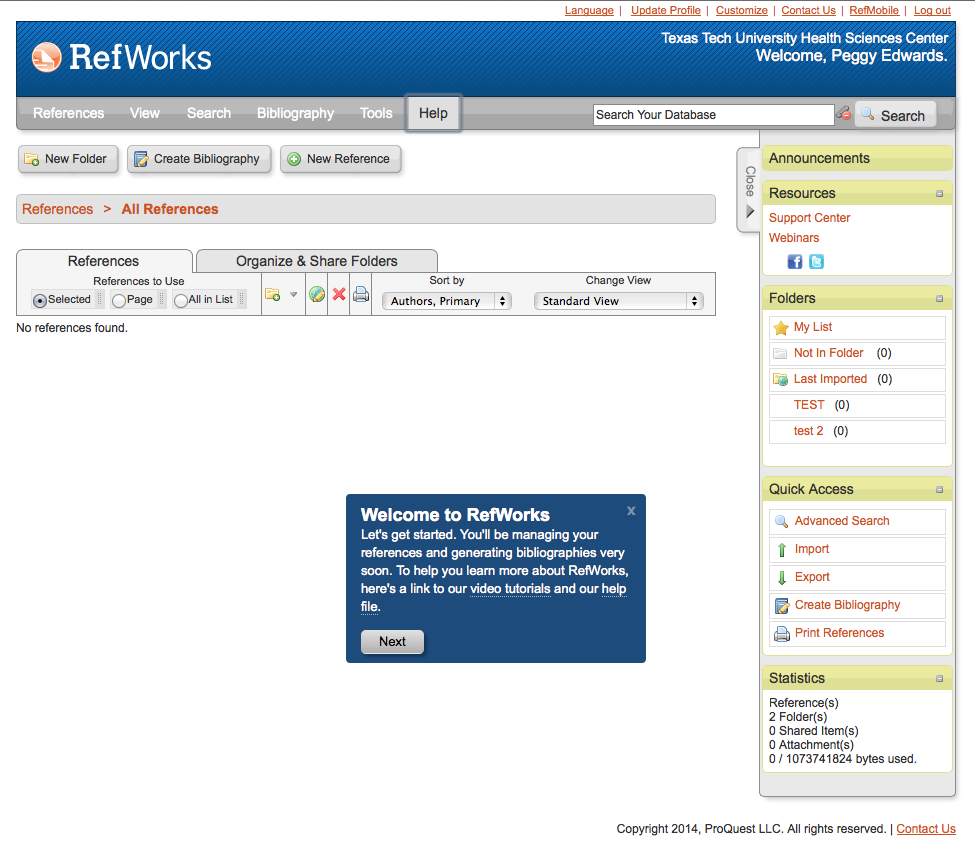 Language | Update Profile | Customize | Contact Us | RefMobile | Log out
RefWorks
Texas Tech University Health Sciences Center
Welcome, Peggy Edwards.
References View Search Bibliography Tools Help
Search Your Database Search
New Folder Create Bibliography New Reference
References > All References
References Organize & Share Folders
References to Use Sort by Change View
Selected Page All in List Authors, Primary Standard View
No references found.
Welcome to RefWorks x
Let's get started. You'll be managing your
references and generating bibliographies very
soon. To help you learn more about RefWorks,
here's a link to our video tutorials and our help
file.
Next
Close
Announcements
Resources
Support Center
Webinars
Folders
My List
Not In Folder (0)
Last Imported (0)
TEST (0)
test 2 (0)
Quick Access
Advanced Search
Import
Export
Create Bibliography
Print References
Statistics
Reference(s)
2 Folder(s)
0 Shared Item(s)
0 Attachment(s)
0 / 1073741824 bytes used.
Copyright 2014, ProQuest LLC. All rights reserved. | Contact Us